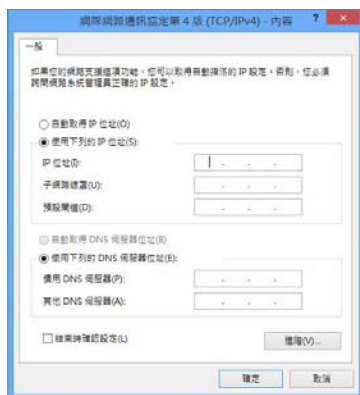 網際網路通訊協定第 4 版 (TCP/IPv4) - 內容
一般
如果您的網路支援這項功能，您可以取得自動指派的 IP 設定。否則，您必須
詢問網路系統管理員正確的 IP 設定。
自動取得 IP 位址(O)
使用下列的 IP 位址(S):
IP 位址(I):
子網路遮罩(U):
預設閘道(D):
自動取得 DNS 伺服器位址(B)
使用下列的 DNS 伺服器位址(E):
慣用 DNS 伺服器(P):
其他 DNS 伺服器(A):
結束時確認設定(L)
進階(V)...
確定
取消